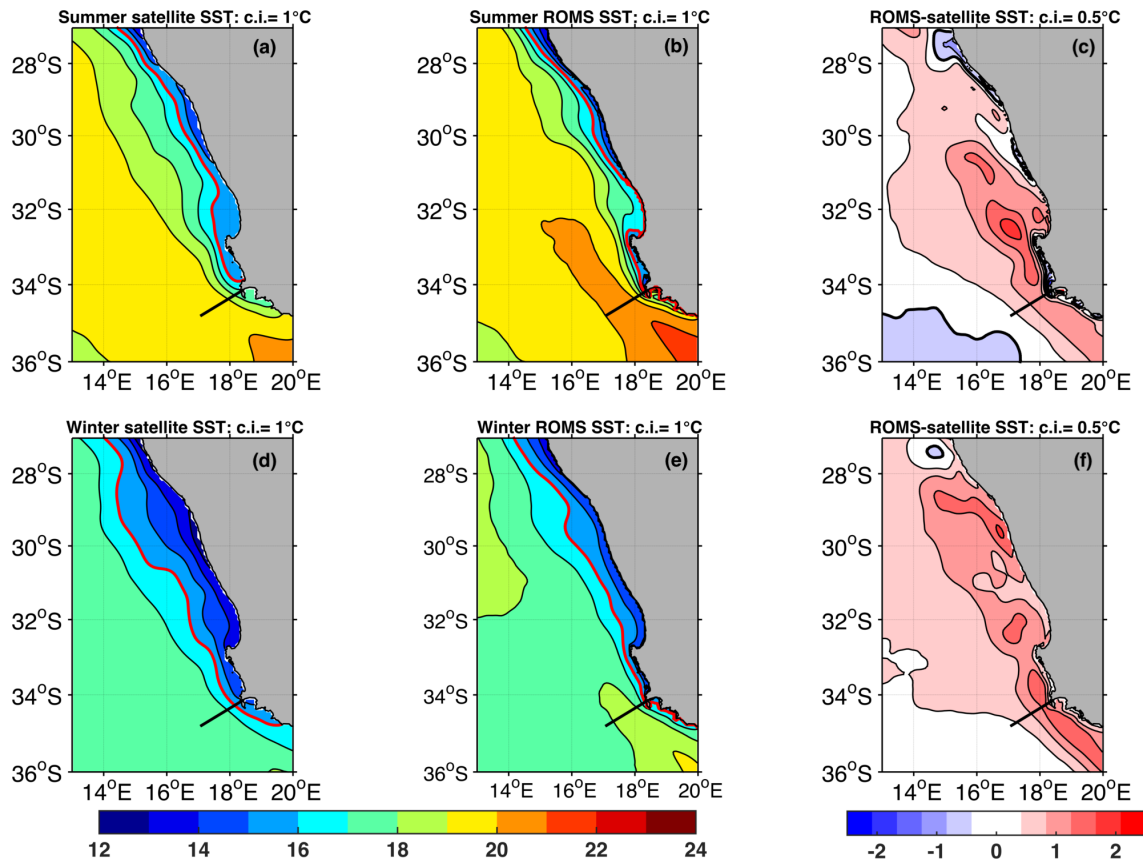 Summer satellite SST: c.i.= 1°C
Summer ROMS SST: c.i.= 1°C
ROMS-satellite SST: c.i.= 0.5°C
(a)
(b)
(c)
28°S
30°S
32°S
34°S
36°S
14°E 16°E 18°E 20°E
28°S
30°S
32°S
34°S
36°S
14°E 16°E 18°E 20°E
28°S
30°S
32°S
34°S
36°S
14°E 16°E 18°E 20°E
Winter satellite SST: c.i.= 1°C
Winter ROMS SST: c.i.= 1°C
ROMS-satellite SST: c.i.= 0.5°C
(d)
(e)
(f)
28°S
30°S
32°S
34°S
36°S
14°E 16°E 18°E 20°E
28°S
30°S
32°S
34°S
36°S
14°E 16°E 18°E 20°E
28°S
30°S
32°S
34°S
36°S
14°E 16°E 18°E 20°E
12 14 16 18 20 22 24
-2 -1 0 1 2